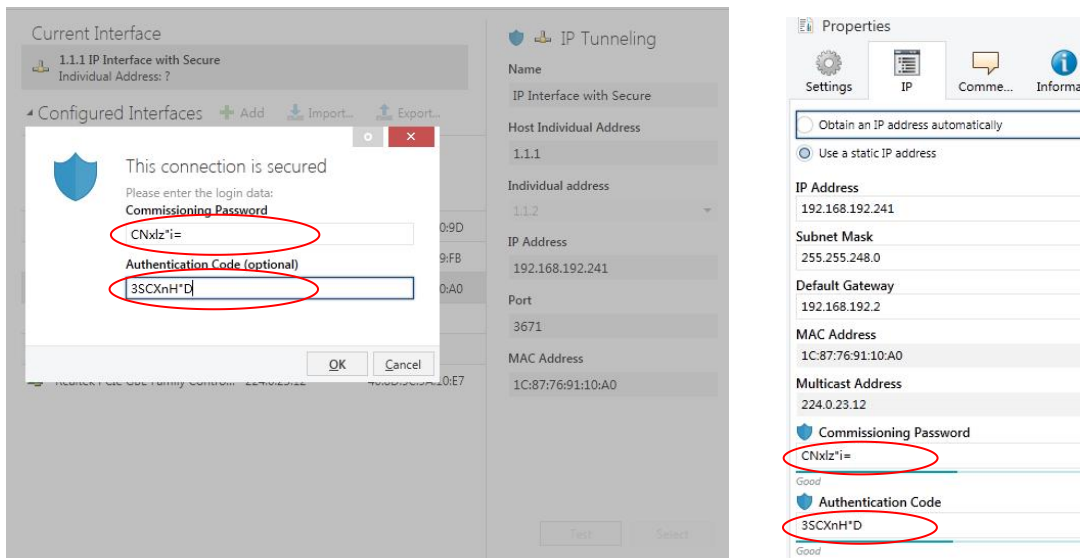 Current Interface
1.1.1 IP Interface with Secure
Individual Address: ?
Configured Interfaces
Add
Import...
Export...
This connection is secured
Please enter the login data:
Commissioning Password
CNxlz"i=
0:9D
Authentication Code (optional)
9:FB
3SCXnH*D
0:A0
OK
Cancel
Realtek PCIe GBE Family Contro... 224.0.23.12
10:E7
IP Tunneling
Name
IP Interface with Secure
Host Individual Address
1.1.1
Individual address
1.1.2
IP Address
192.168.192.241
Port
3671
MAC Address
1C:87:76:91:10:A0
Test
Select
Properties
Settings
IP
Comme...
Informa
Obtain an IP address automatically
Use a static IP address
IP Address
192.168.192.241
Subnet Mask
255.255.248.0
Default Gateway
192.168.192.2
MAC Address
1C:87:76:91:10:A0
Multicast Address
224.0.23.12
Commissioning Password
CNxlz"i=
Good
Authentication Code
3SCXnH*D
Good